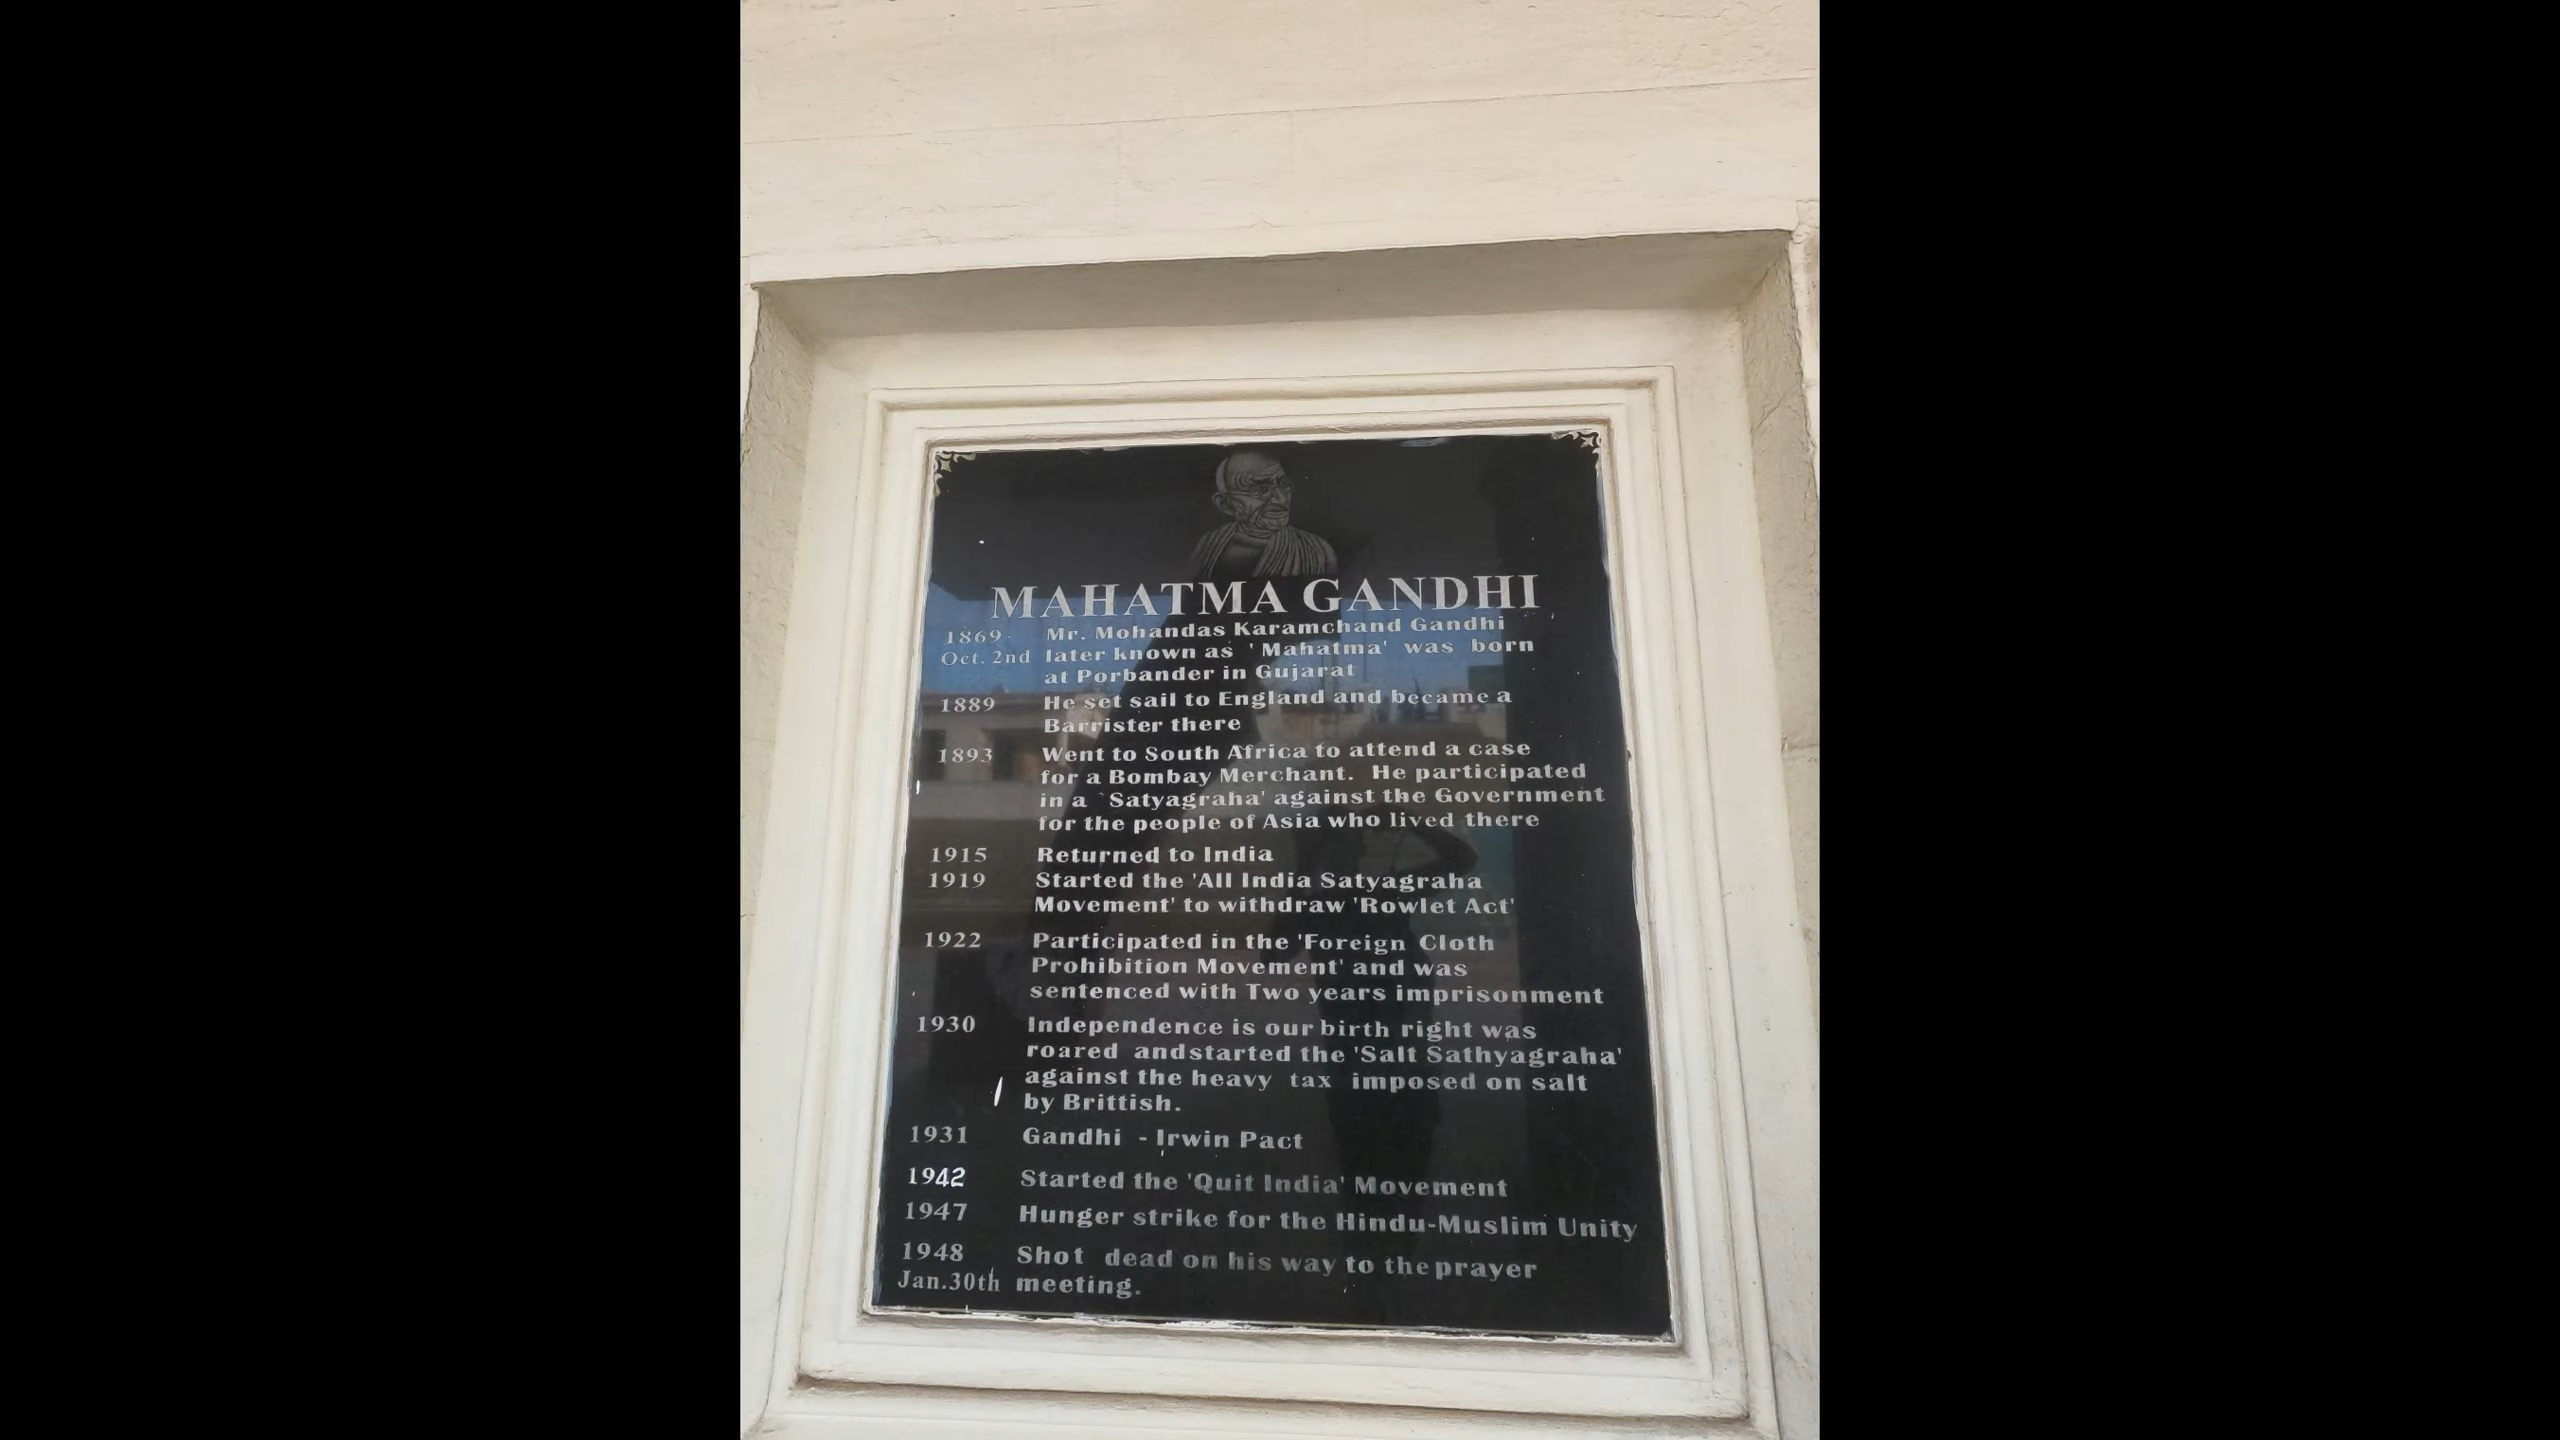 MAHATMA GANDHI
1869 Mr. Mohandas Karamchand Gandhi
Oct. 2nd later known as 'Mahatma' was born
at Porbander in Gujarat
1889 He set sail to England and became a
Barrister there
1893 Went to South Africa to attend a case
for a Bombay Merchant. He participated
in a `Satyagraha' against the Government
for the people of Asia who lived there
1915 Returned to India
1919 Started the 'All India Satyagraha
Movement' to withdraw 'Rowlet Act'
1922 Participated in the 'Foreign Cloth
Prohibition Movement' and was
sentenced with Two years imprisonment
1930 Independence is our birth right was
roared andstarted the 'Salt Sathyagraha'
against the heavy tax imposed on salt
by Brittish.
1931 Gandhi - Irwin Pact
1942 Started the 'Quit India' Movement
1947 Hunger strike for the Hindu-Muslim Unity
1948 Shot dead on his way to the prayer
Jan.30th meeting.